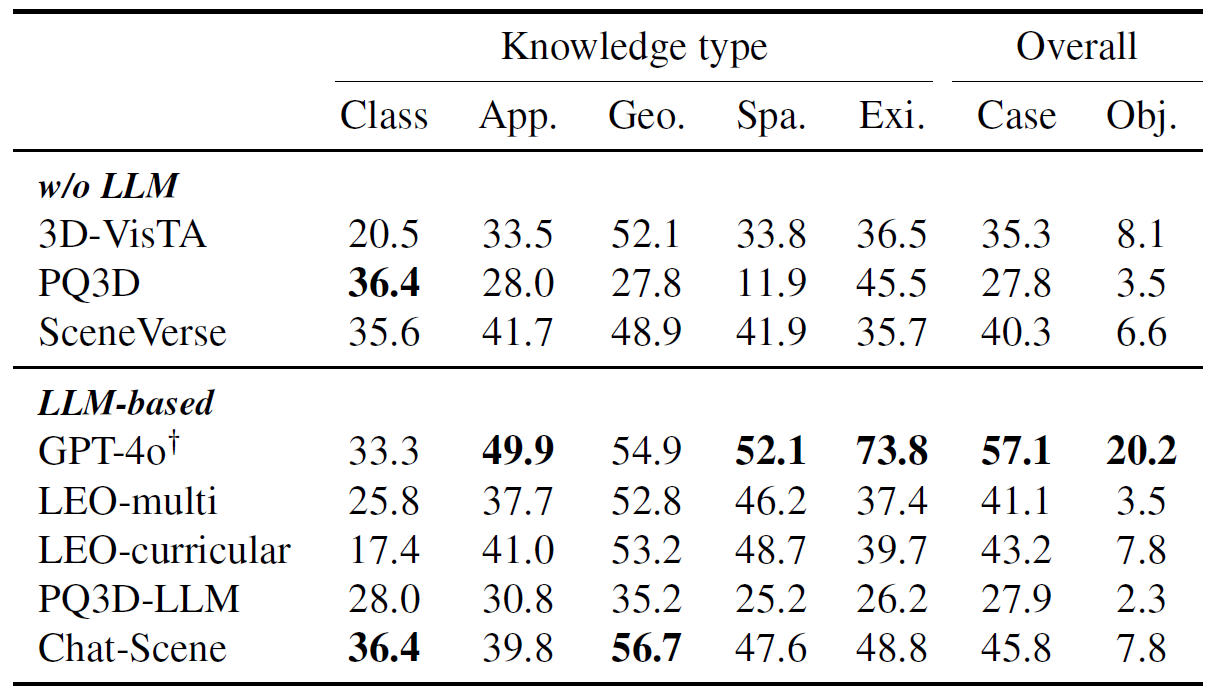 Knowledge type Overall
Class App. Geo. Spa. Exi. Case Obj.
w/o LLM
3D-VisTA 20.5 33.5 52.1 33.8 36.5 35.3 8.1
PQ3D 36.4 28.0 27.8 11.9 45.5 27.8 3.5
SceneVerse 35.6 41.7 48.9 41.9 35.7 40.3 6.6
LLM-based
GPT-4o† 33.3 49.9 54.9 52.1 73.8 57.1 20.2
LEO-multi 25.8 37.7 52.8 46.2 37.4 41.1 3.5
LEO-curricular 17.4 41.0 53.2 48.7 39.7 43.2 7.8
PQ3D-LLM 28.0 30.8 35.2 25.2 26.2 27.9 2.3
Chat-Scene 36.4 39.8 56.7 47.6 48.8 45.8 7.8